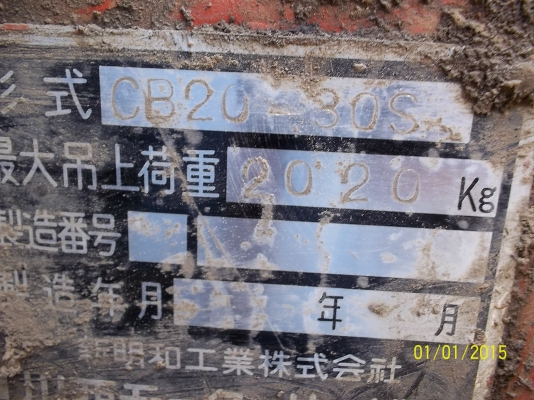 形式 CB20-30S
最大吊上荷重 2020 Kg
製造番号
製造年月 年 月
新明和工業株式会社
01/01/2015